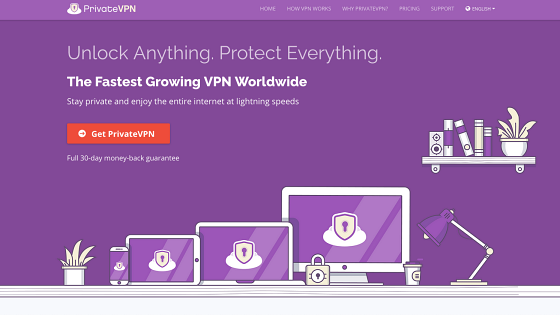 PrivateVPN
HOME HOW VPN WORKS WHY PRIVATEVPN? PRICING SUPPORT ENGLISH
Unlock Anything. Protect Everything.
The Fastest Growing VPN Worldwide
Stay private and enjoy the entire internet at lightning speeds
Get PrivateVPN
Full 30-day money-back guarantee